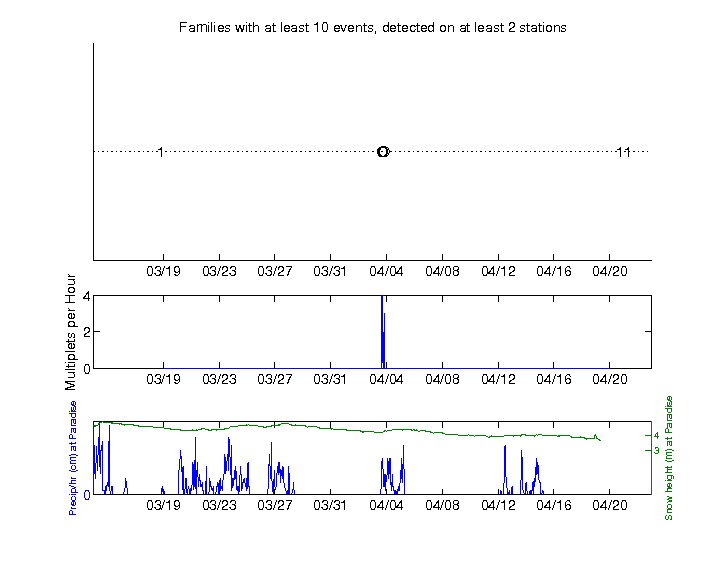 Families with at least 10 events, detected on at least 2 stations
1 O 11
03/19 03/23 03/27 03/31 04/04 04/08 04/12 04/16 04/20
Multiplets per Hour
4
2
0
03/19 03/23 03/27 03/31 04/04 04/08 04/12 04/16 04/20
Precip/hr (cm) at Paradise
0
4
3
Snow height (m) at Paradise
03/19 03/23 03/27 03/31 04/04 04/08 04/12 04/16 04/20